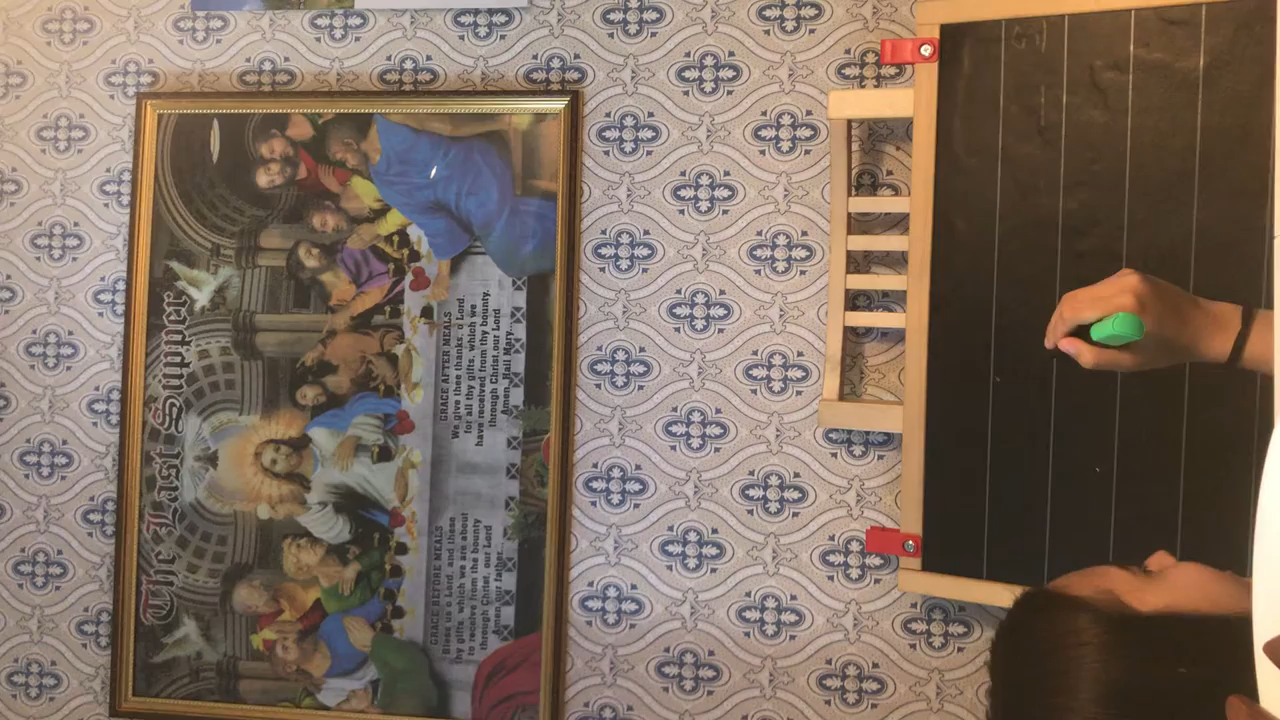 The Last Supper
GRACE BEFORE MEALS
Bless us o Lord, and these
thy gifts, which we are about
to receive from the bounty
through Christ, our Lord
Amen, our father...
GRACE AFTER MEALS
We give thee thanks, o Lord,
for all thy gifts, which we
have received from thy bounty,
through Christ, our Lord
Amen, Hail Mary...